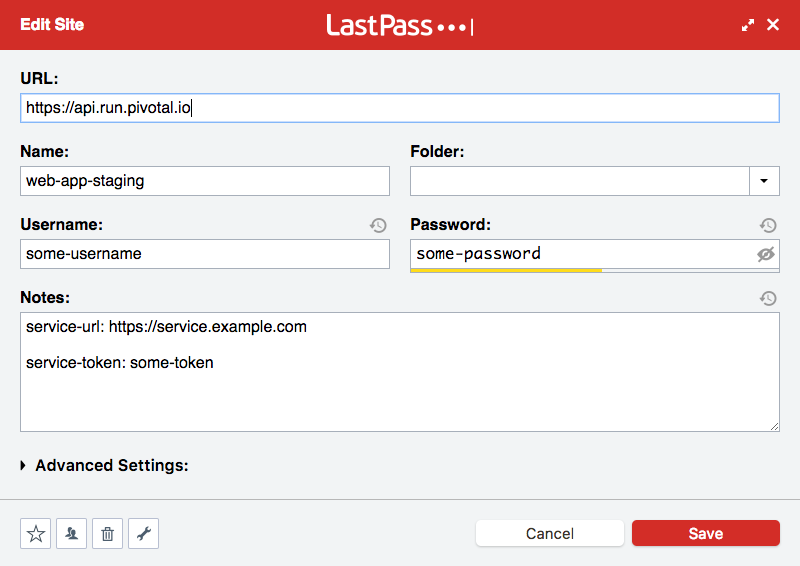 Edit Site
LastPass
URL:
https://api.run.pivotal.io
Name:
Folder:
web-app-staging
Username:
Password:
some-username
some-password
Notes:
service-url: https://service.example.com
service-token: some-token
Advanced Settings:
Cancel
Save